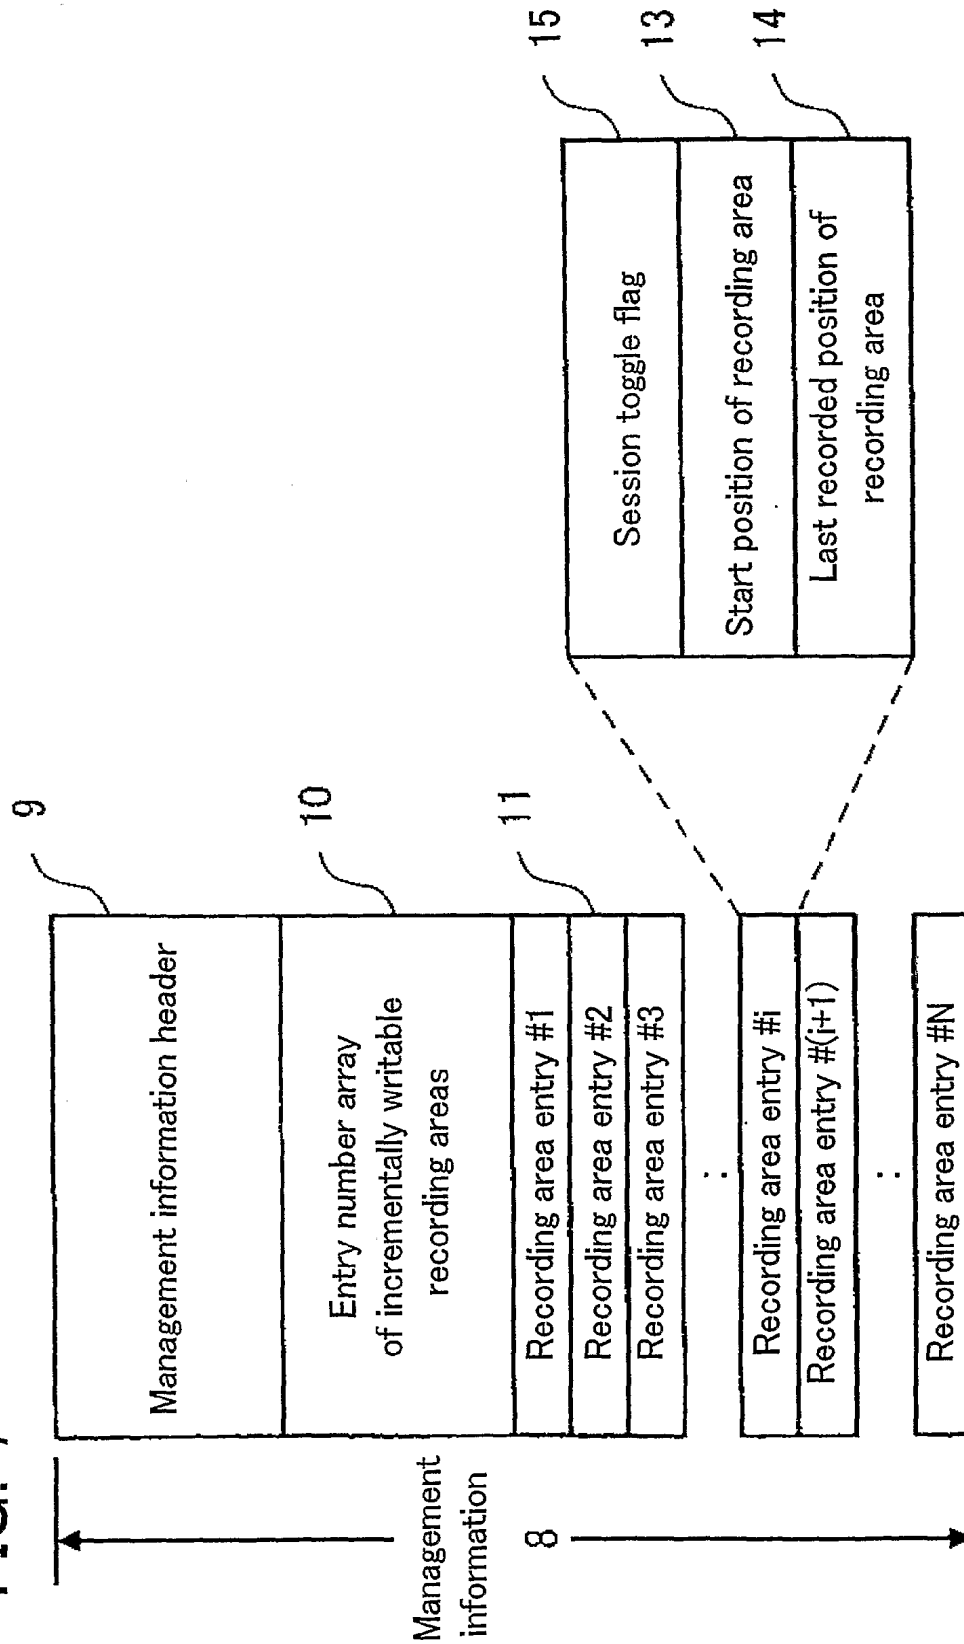 Management
information
8
9
Management information header
10
Entry number array
of incrementally writable
recording areas
11
Recording area entry #1
Recording area entry #2
Recording area entry #3
:
Recording area entry #i
Recording area entry #(i+1)
:
Recording area entry #N
15
Session toggle flag
13
Start position of recording area
14
Last recorded position of
recording area